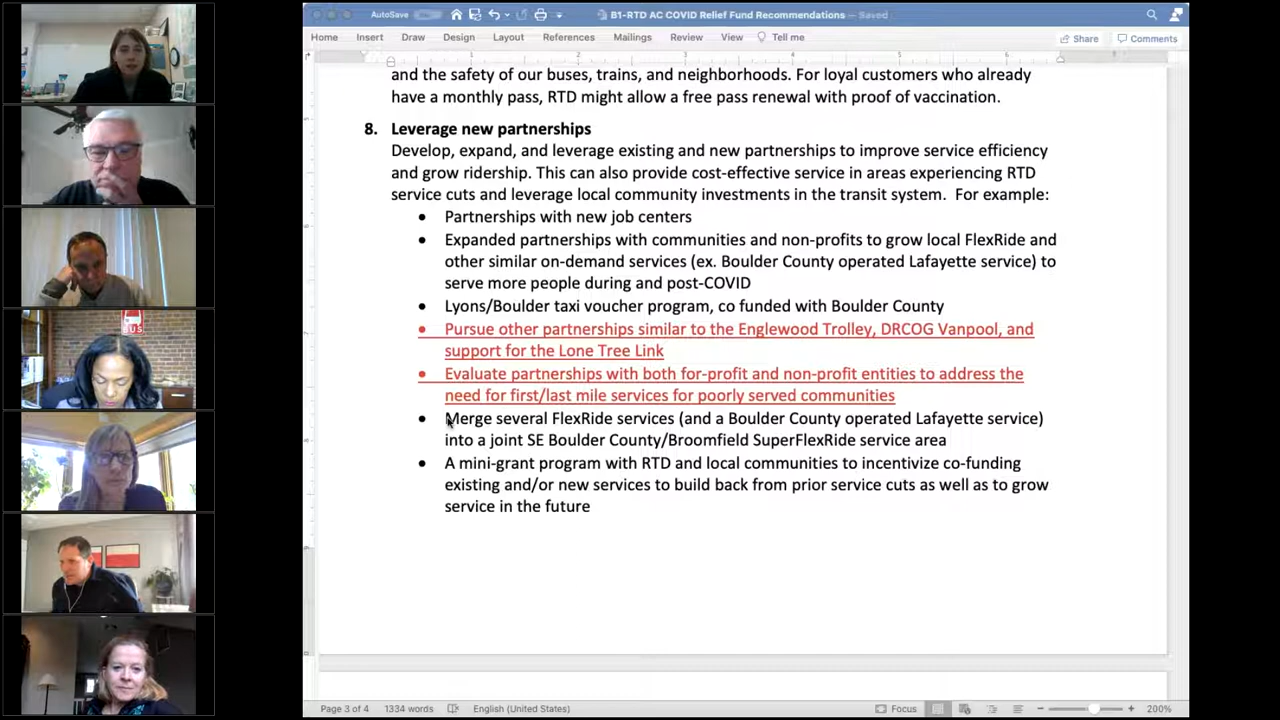 AutoSave
B1-RTD AC COVID Relief Fund Recommendations — Saved
Home Insert Draw Design Layout References Mailings Review View Tell me Share Comments
1 2 3 4 5 6
and the safety of our buses, trains, and neighborhoods. For loyal customers who already
have a monthly pass, RTD might allow a free pass renewal with proof of vaccination.
8. Leverage new partnerships
Develop, expand, and leverage existing and new partnerships to improve service efficiency
and grow ridership. This can also provide cost-effective service in areas experiencing RTD
service cuts and leverage local community investments in the transit system. For example:
• Partnerships with new job centers
• Expanded partnerships with communities and non-profits to grow local FlexRide and
other similar on-demand services (ex. Boulder County operated Lafayette service) to
serve more people during and post-COVID
• Lyons/Boulder taxi voucher program, co funded with Boulder County
• Pursue other partnerships similar to the Englewood Trolley, DRCOG Vanpool, and
support for the Lone Tree Link
• Evaluate partnerships with both for-profit and non-profit entities to address the
need for first/last mile services for poorly served communities
• Merge several FlexRide services (and a Boulder County operated Lafayette service)
into a joint SE Boulder County/Broomfield SuperFlexRide service area
• A mini-grant program with RTD and local communities to incentivize co-funding
existing and/or new services to build back from prior service cuts as well as to grow
service in the future
Page 3 of 4 1334 words English (United States) Focus 200%
BUS